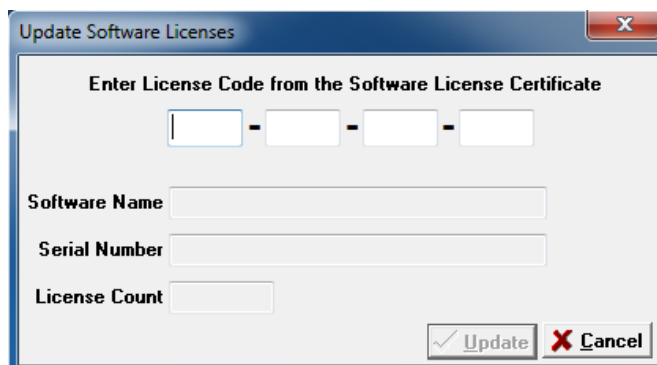 Update Software Licenses
Enter License Code from the Software License Certificate
- - -
Software Name
Serial Number
License Count
Update Cancel